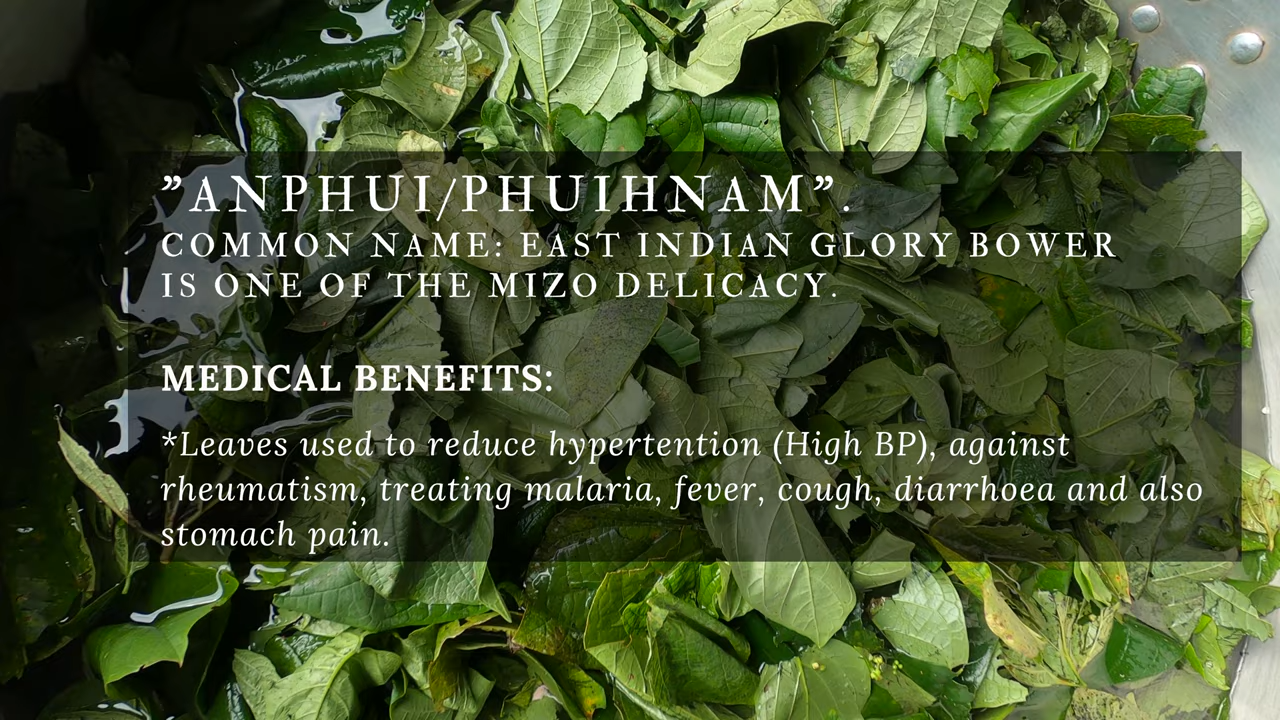 ”ANPHUI/PHUIHNAM”.
COMMON NAME: EAST INDIAN GLORY BOWER
IS ONE OF THE MIZO DELICACY.
MEDICAL BENEFITS:
*Leaves used to reduce hypertention (High BP), against
rheumatism, treating malaria, fever, cough, diarrhoea and also
stomach pain.